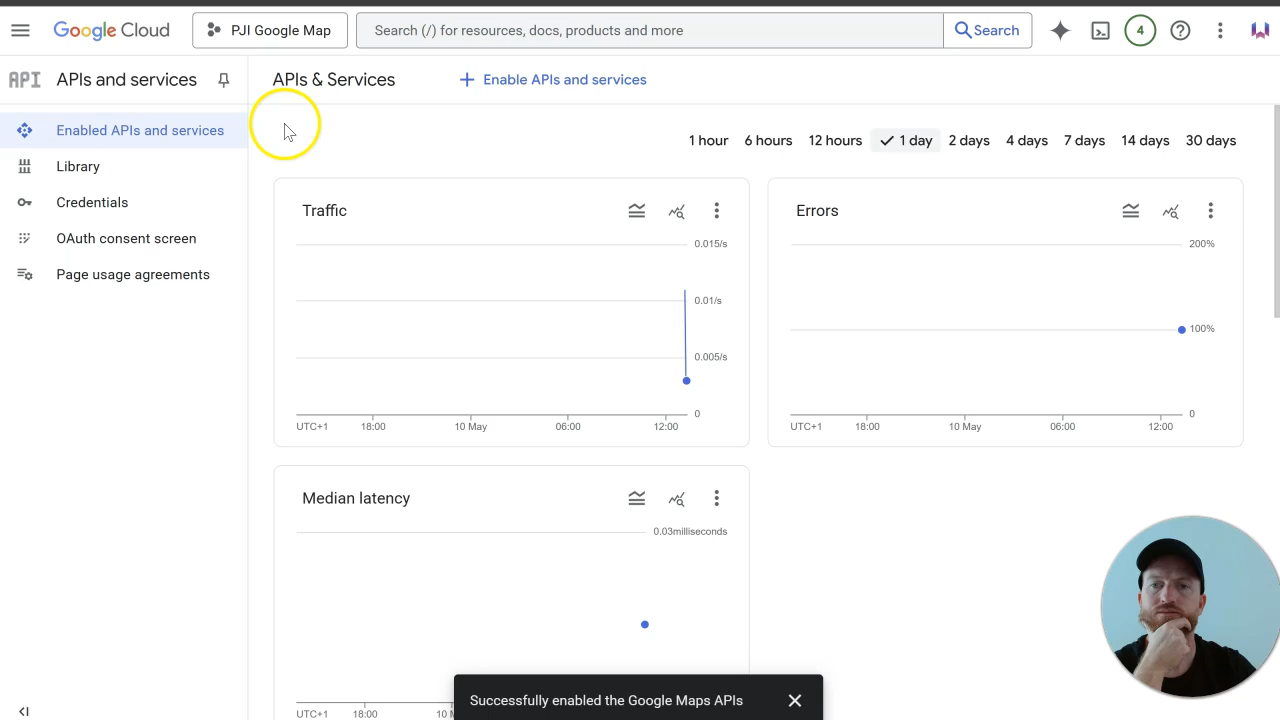 Google Cloud
PJI Google Map
Search (/) for resources, docs, products and more
Search
4
API
APIs and services
APIs & Services
Enable APIs and services
Enabled APIs and services
Library
Credentials
OAuth consent screen
Page usage agreements
1 hour
6 hours
12 hours
1 day
2 days
4 days
7 days
14 days
30 days
Traffic
0.015/s
0.01/s
0.005/s
0
UTC+1
18:00
10 May
06:00
12:00
Errors
200%
100%
0
UTC+1
18:00
10 May
06:00
12:00
Median latency
0.03milliseconds
UTC+1
18:00
Successfully enabled the Google Maps APIs